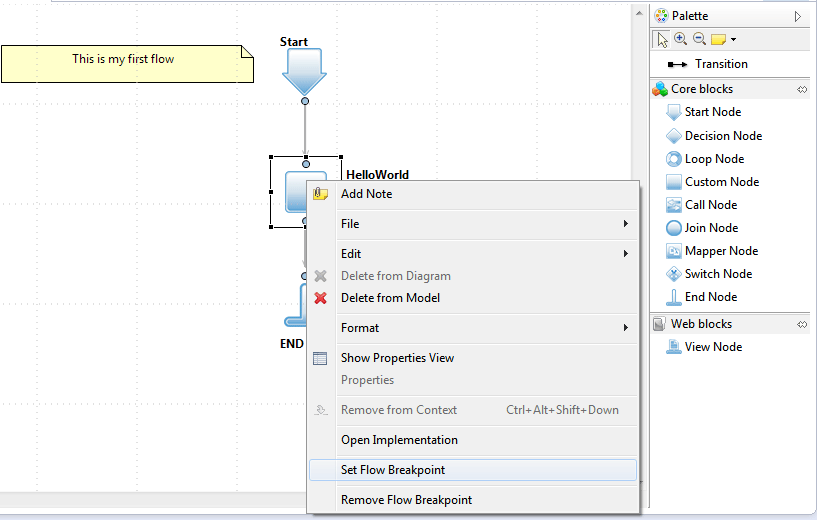 This is my first flow
Start
HelloWorld
END
Add Note
File
Edit
Delete from Diagram
Delete from Model
Format
Show Properties View
Properties
Remove from Context Ctrl+Alt+Shift+Down
Open Implementation
Set Flow Breakpoint
Remove Flow Breakpoint
Palette
Transition
Core blocks
Start Node
Decision Node
Loop Node
Custom Node
Call Node
Join Node
Mapper Node
Switch Node
End Node
Web blocks
View Node